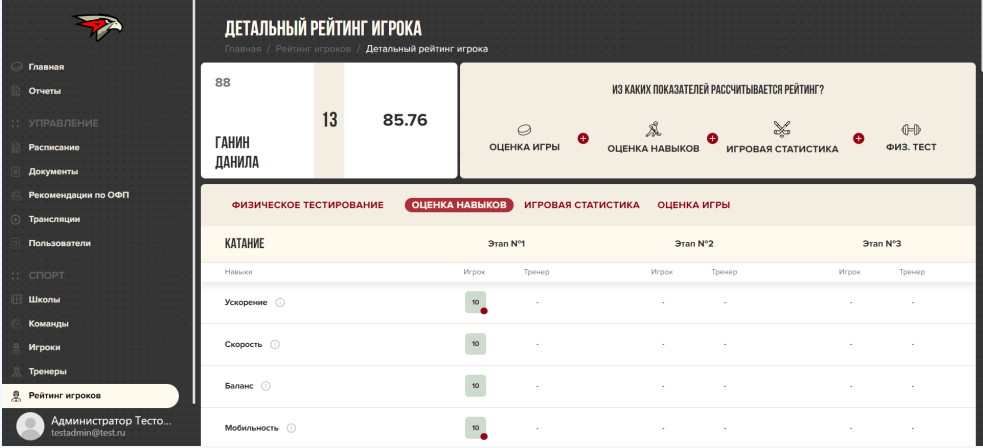 Главная
Отчеты
УПРАВЛЕНИЕ
Расписание
Документы
Рекомендации по ОФП
Трансляции
Пользователи
СПОРТ
Школы
Команды
Игроки
Тренеры
Рейтинг игроков
Администратор Тесто...
testadmin@test.ru
ДЕТАЛЬНЫЙ РЕЙТИНГ ИГРОКА
Главная / Рейтинг игроков / Детальный рейтинг игрока
88
ГАНИН
ДАНИЛА
13
85.76
ИЗ КАКИХ ПОКАЗАТЕЛЕЙ РАССЧИТЫВАЕТСЯ РЕЙТИНГ?
ОЦЕНКА ИГРЫ ОЦЕНКА НАВЫКОВ ИГРОВАЯ СТАТИСТИКА ФИЗ. ТЕСТ
ФИЗИЧЕСКОЕ ТЕСТИРОВАНИЕ ОЦЕНКА НАВЫКОВ ИГРОВАЯ СТАТИСТИКА ОЦЕНКА ИГРЫ
КАТАНИЕ Этап №1 Этап №2 Этап №3
Навыки Игрок Тренер Игрок Тренер Игрок Тренер
Ускорение 10 - - - - -
Скорость 10 - - - - -
Баланс 10 - - - - -
Мобильность 10 - - - - -